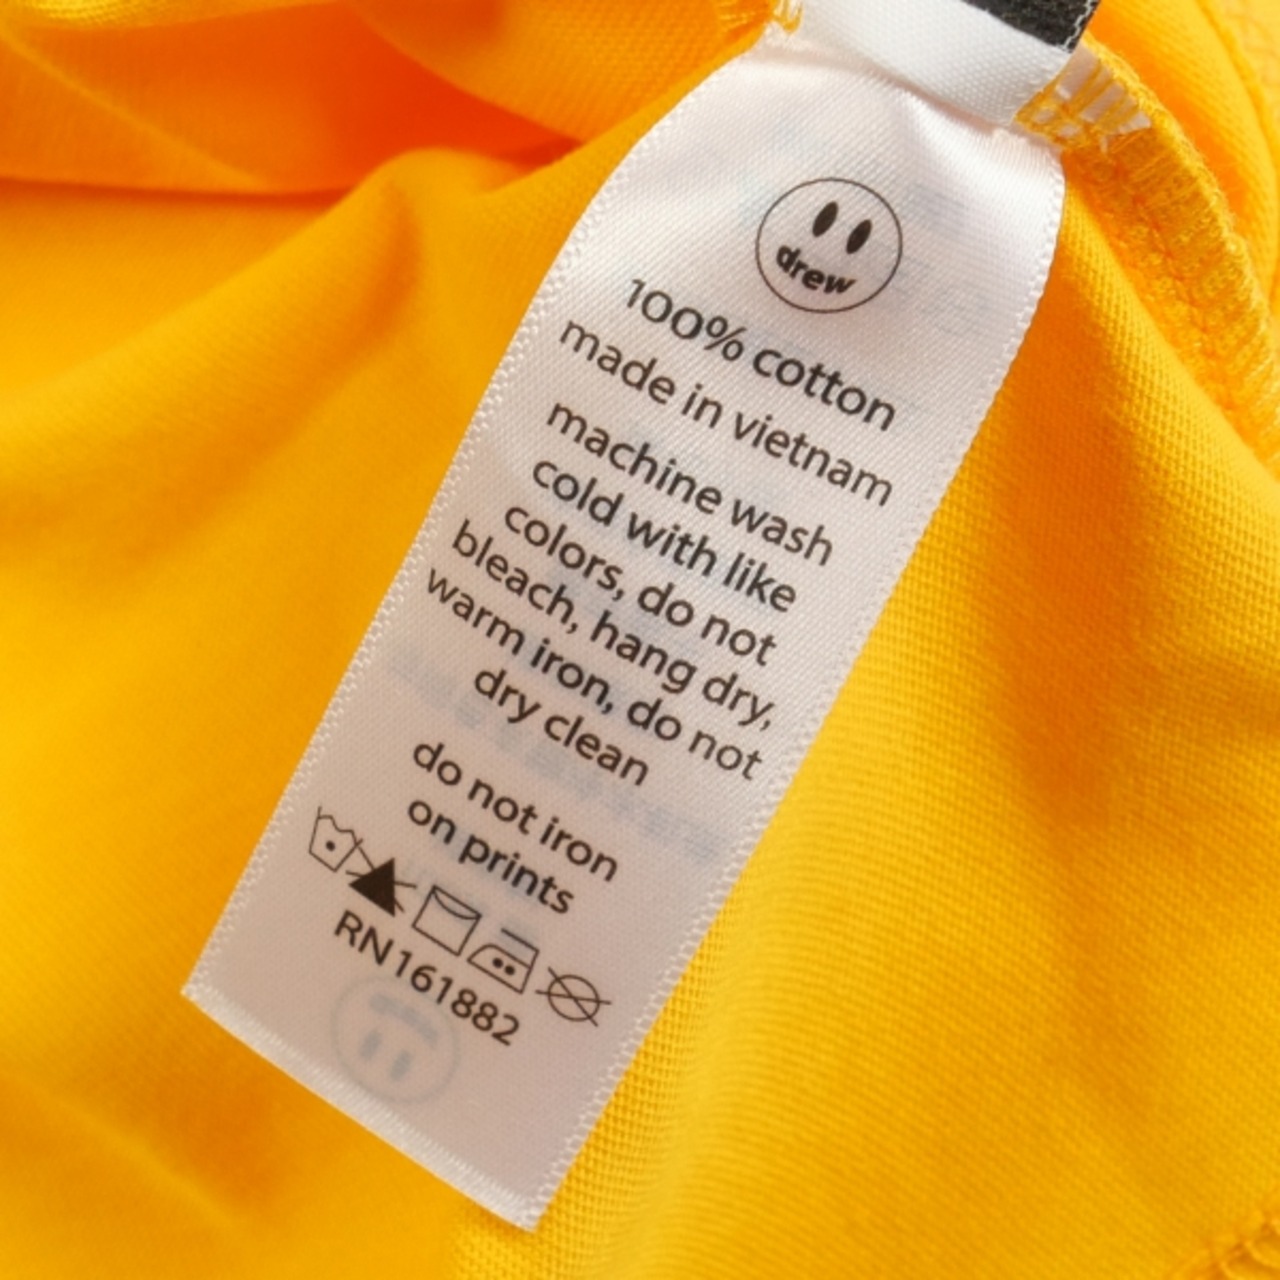 drew
100% cotton
made in vietnam
machine wash
cold with like
colors, do not
bleach, hang dry,
warm iron, do not
dry clean
do not iron
on prints
RN161882